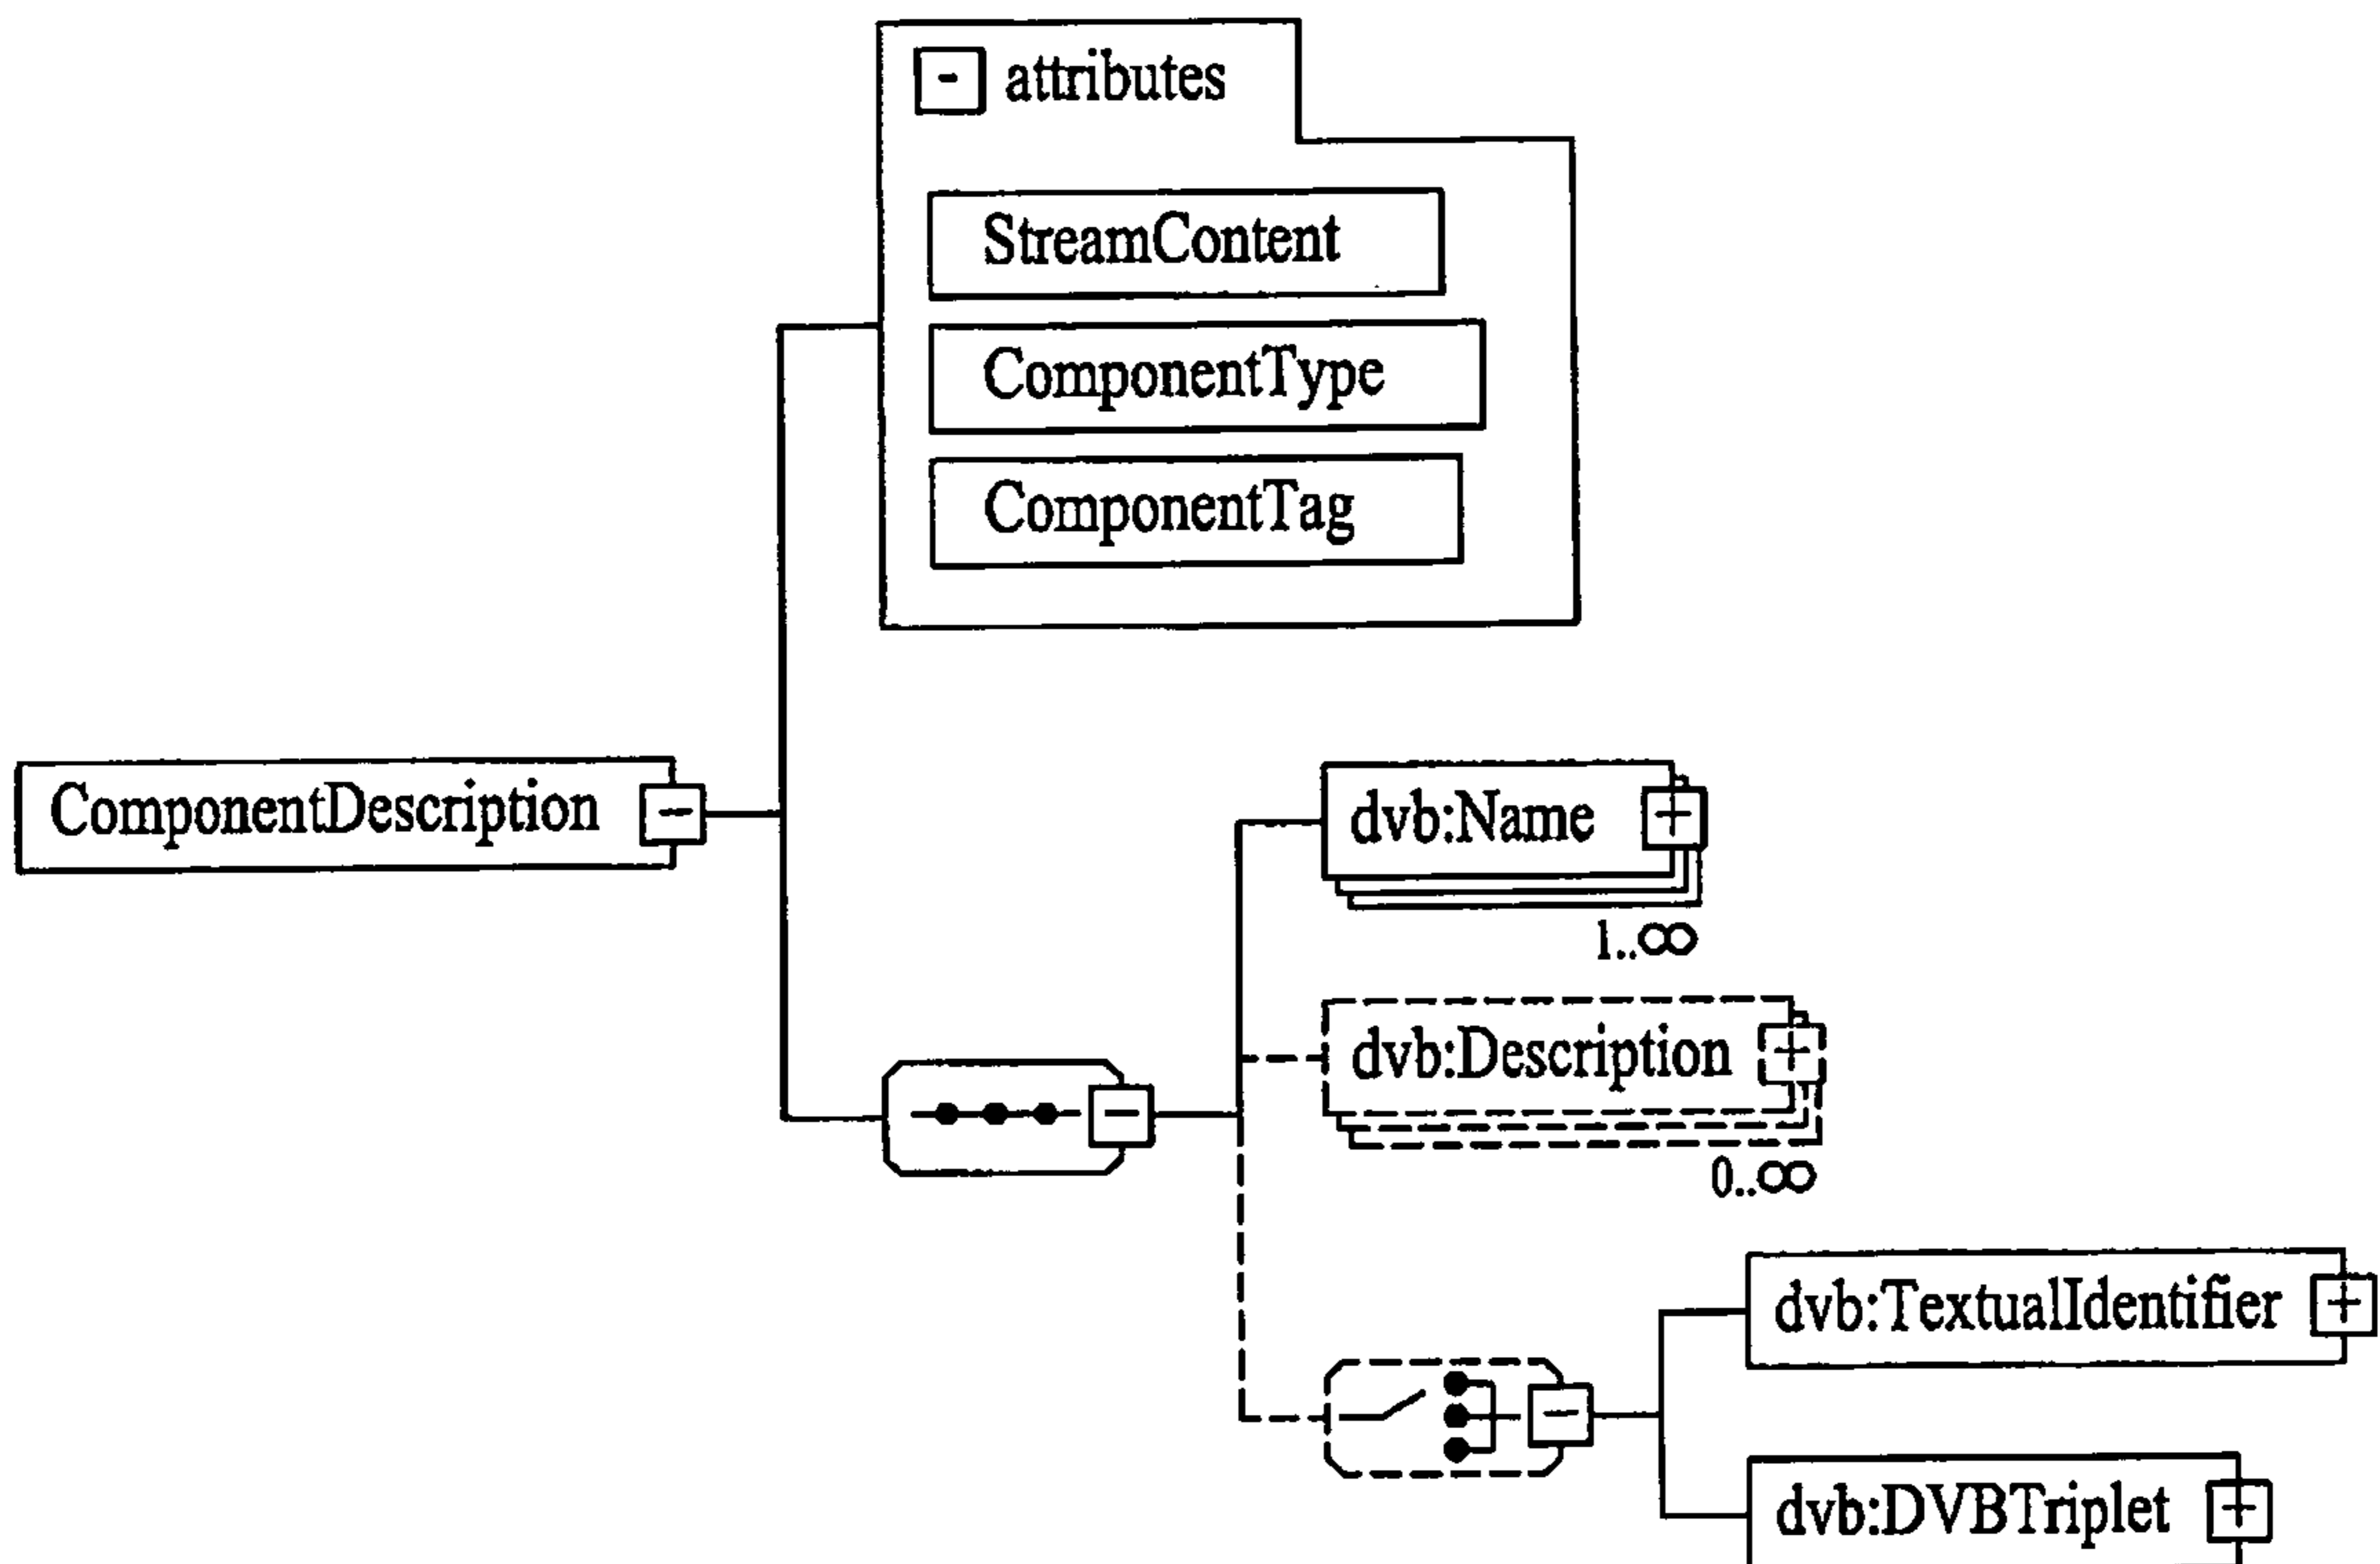 attributes
StreamContent
ComponentType
ComponentTag
ComponentDescription
dvb:Name
1..∞
dvb:Description
0..∞
dvb:TextualIdentifier
dvb:DVBTriplet